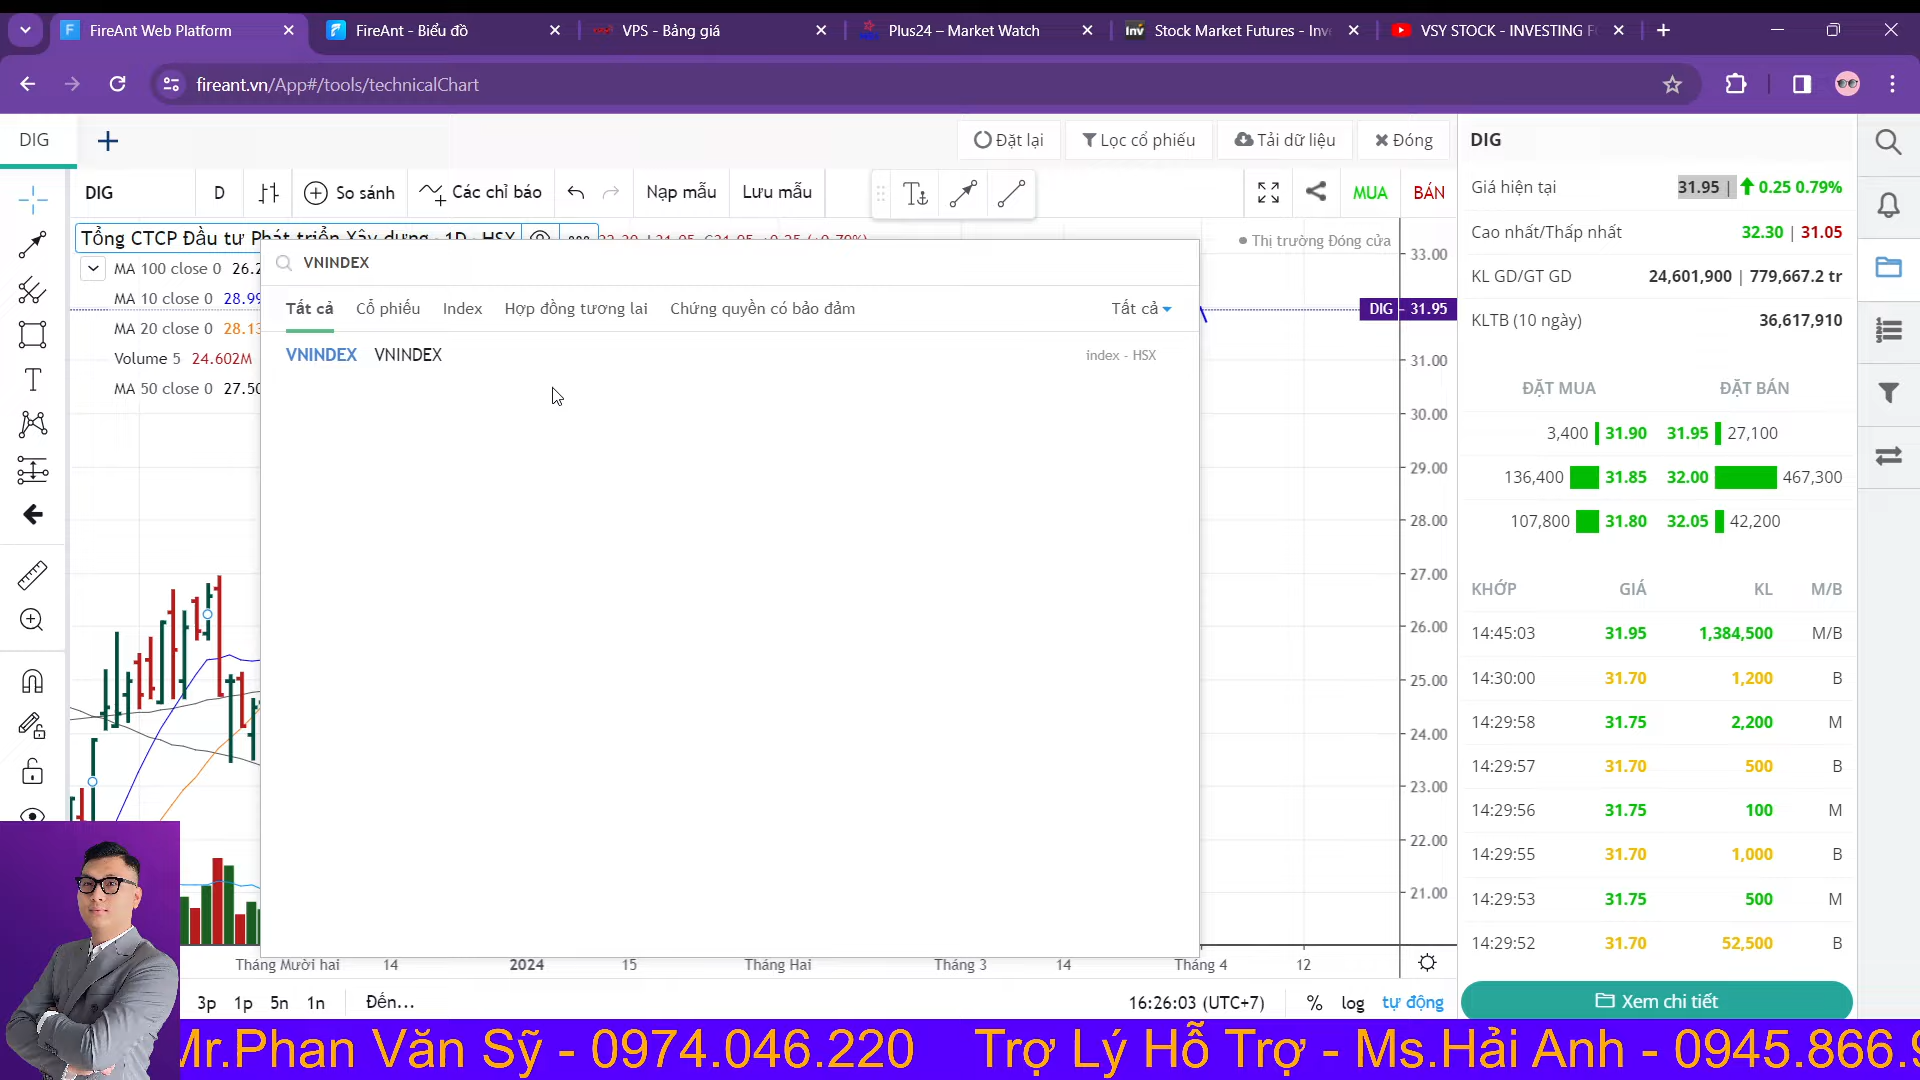 FireAnt Web Platform
FireAnt - Biểu đồ
VPS - Bảng giá
Plus24 – Market Watch
Inv Stock Market Futures - Inv
VSY STOCK - INVESTING F
fireant.vn/App#/tools/technicalChart
DIG
Đặt lại
Lọc cổ phiếu
Tải dữ liệu
Đóng
DIG
D
So sánh
Các chỉ báo
Nạp mẫu
Lưu mẫu
MUA
BÁN
Tổng CTCP Đầu tư Phát triển Xây dựng - 1D - HSX
Thị trường Đóng cửa
MA 100 close 0 26.2
MA 10 close 0 28.99
MA 20 close 0 28.13
Volume 5 24.602M
MA 50 close 0 27.50
VNINDEX
Tất cả
Cổ phiếu
Index
Hợp đồng tương lai
Chứng quyền có bảo đảm
Tất cả
VNINDEX VNINDEX
index - HSX
33.00
DIG 31.95
31.00
30.00
29.00
28.00
27.00
26.00
25.00
24.00
23.00
22.00
21.00
Tháng Mười hai
14
2024
15
Tháng Hai
Tháng 3
14
Tháng 4
12
3p
1p
5n
1n
Đến...
16:26:03 (UTC+7)
%
log
tự động
DIG
Giá hiện tại 31.95 | 0.25 0.79%
Cao nhất/Thấp nhất 32.30 | 31.05
KL GD/GT GD 24,601,900 | 779,667.2 tr
KLTB (10 ngày) 36,617,910
ĐẶT MUA ĐẶT BÁN
3,400 31.90 31.95 27,100
136,400 31.85 32.00 467,300
107,800 31.80 32.05 42,200
KHỚP GIÁ KL M/B
14:45:03 31.95 1,384,500 M/B
14:30:00 31.70 1,200 B
14:29:58 31.75 2,200 M
14:29:57 31.70 500 B
14:29:56 31.75 100 M
14:29:55 31.70 1,000 B
14:29:53 31.75 500 M
14:29:52 31.70 52,500 B
Xem chi tiết
Mr.Phan Văn Sỹ - 0974.046.220 Trợ Lý Hỗ Trợ - Ms.Hải Anh - 0945.866.9